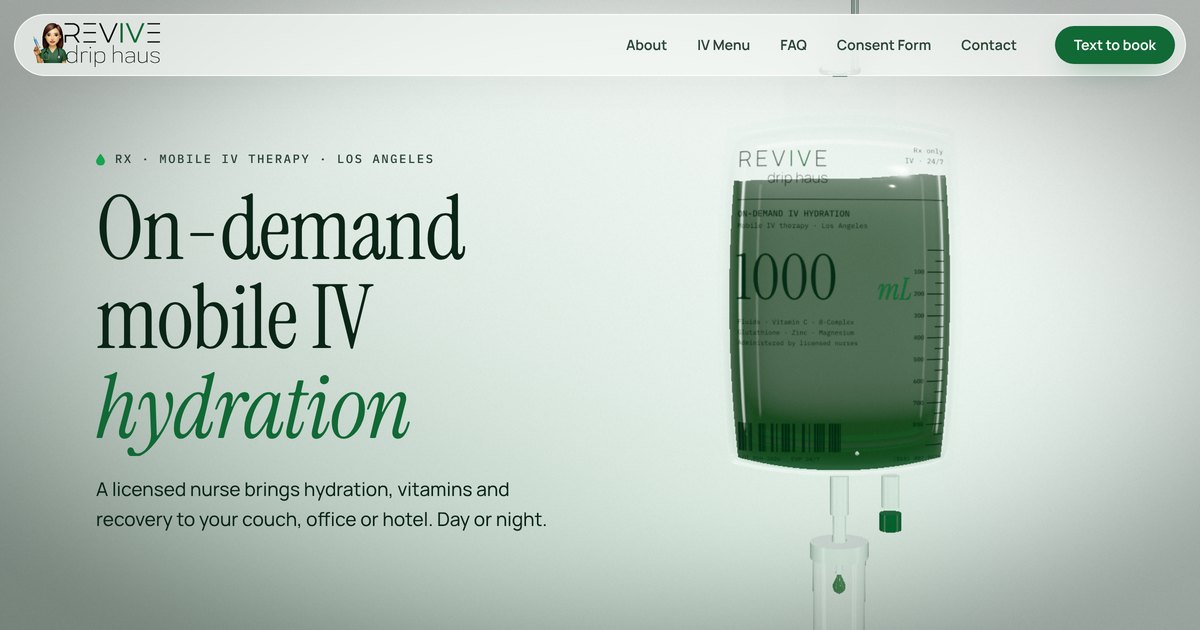 REVIVE
drip haus
About
IV Menu
FAQ
Consent Form
Contact
Text to book
RX · MOBILE IV THERAPY · LOS ANGELES
On-demand
mobile IV
hydration
A licensed nurse brings hydration, vitamins and
recovery to your couch, office or hotel. Day or night.
REVIVE
drip haus
Rx only
IV · 24/7
ON-DEMAND IV HYDRATION
Mobile IV therapy · Los Angeles
1000 mL
Fluids · Vitamin C · B-Complex
Glutathione · Zinc · Magnesium
Administered by licensed nurses
100
200
300
400
500
600
700
800